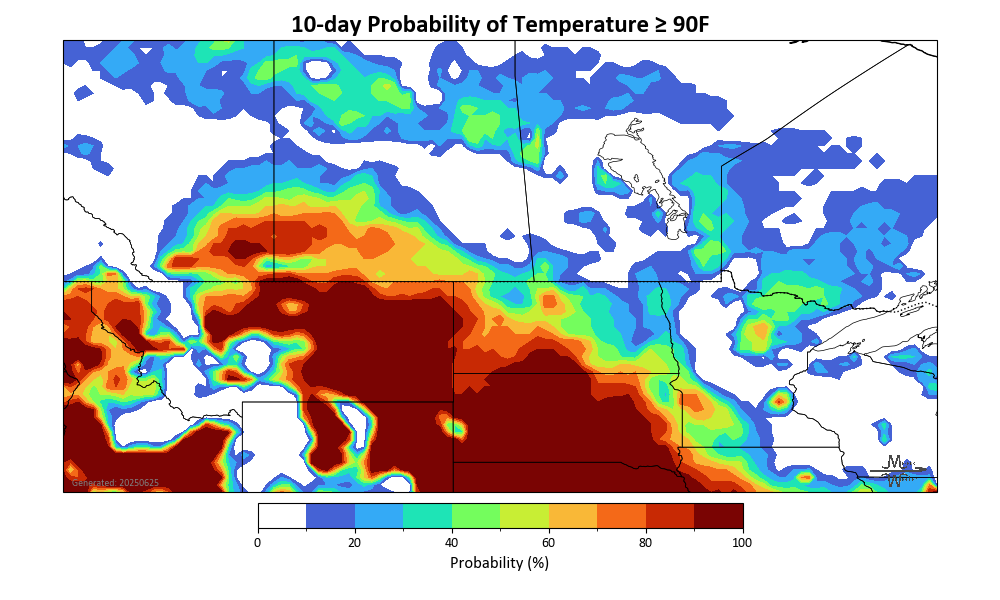 10-day Probability of Temperature ≥ 90F
Generated: 20250625
0 20 40 60 80 100
Probability (%)